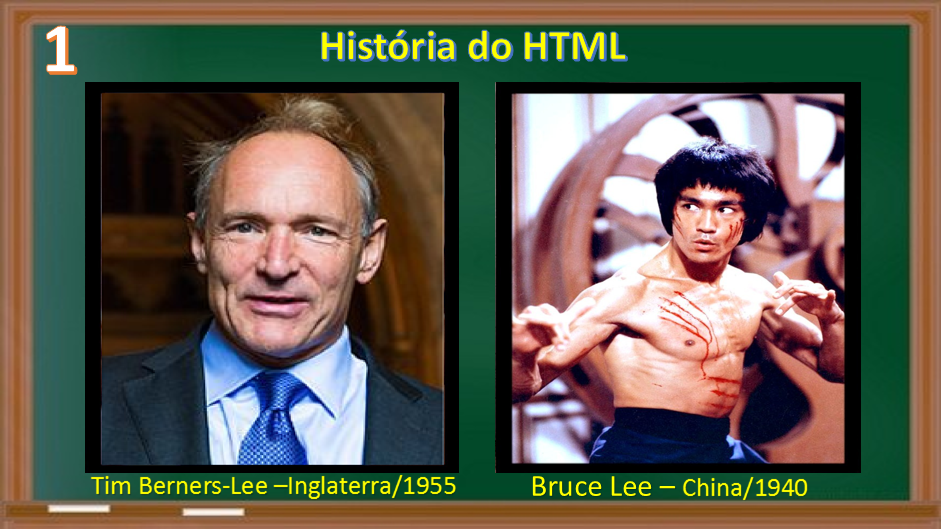 1
História do HTML
Tim Berners-Lee –Inglaterra/1955
Bruce Lee – China/1940